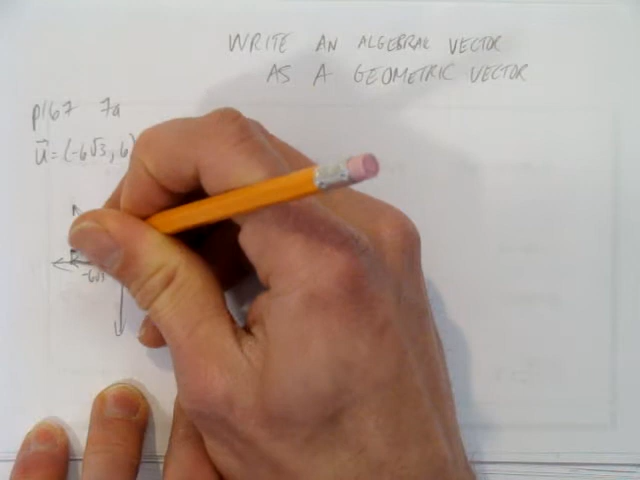 WRITE AN ALGEBRAIC VECTOR
AS A GEOMETRIC VECTOR
p167 7a
u⃗ = (-6√3, 6)